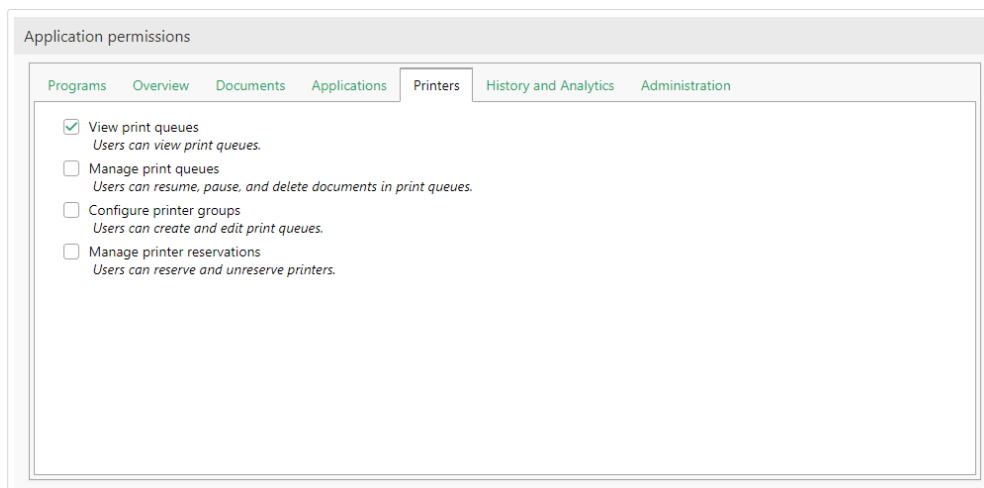 Application permissions
Programs Overview Documents Applications Printers History and Analytics Administration
View print queues
Users can view print queues.
Manage print queues
Users can resume, pause, and delete documents in print queues.
Configure printer groups
Users can create and edit print queues.
Manage printer reservations
Users can reserve and unreserve printers.